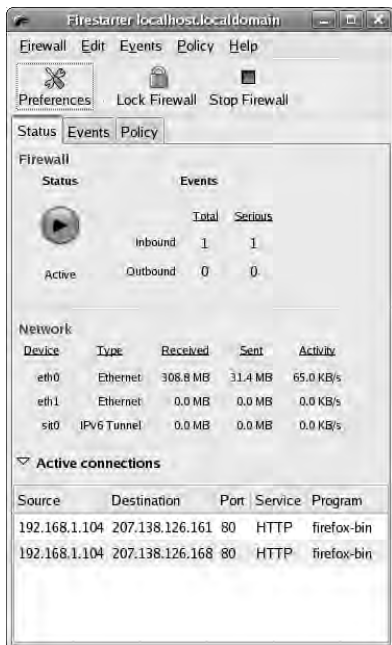 Firestarter localhost.localdomain
Firewall Edit Events Policy Help
Preferences Lock Firewall Stop Firewall
Status Events Policy
Firewall
Status Events
Total Serious
Inbound 1 1
Active Outbound 0 0
Network
Device Type Received Sent Activity
eth0 Ethernet 308.8 MB 31.4 MB 65.0 KB/s
eth1 Ethernet 0.0 MB 0.0 MB 0.0 KB/s
sit0 IPv6 Tunnel 0.0 MB 0.0 MB 0.0 KB/s
Active connections
Source Destination Port Service Program
192.168.1.104 207.138.126.161 80 HTTP firefox-bin
192.168.1.104 207.138.126.168 80 HTTP firefox-bin